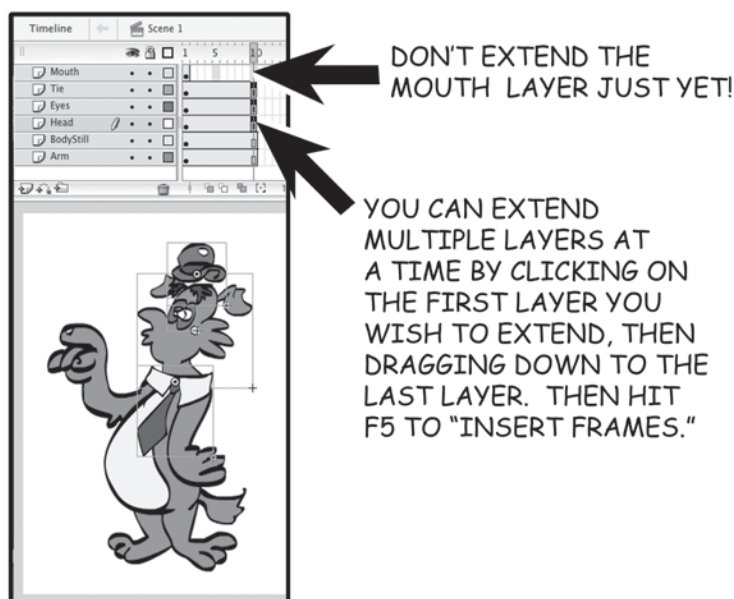 Timeline
Scene 1
1 5 10
Mouth
Tie
Eyes
Head
BodyStill
Arm
DON'T EXTEND THE
MOUTH LAYER JUST YET!
YOU CAN EXTEND
MULTIPLE LAYERS AT
A TIME BY CLICKING ON
THE FIRST LAYER YOU
WISH TO EXTEND, THEN
DRAGGING DOWN TO THE
LAST LAYER. THEN HIT
F5 TO “INSERT FRAMES.”